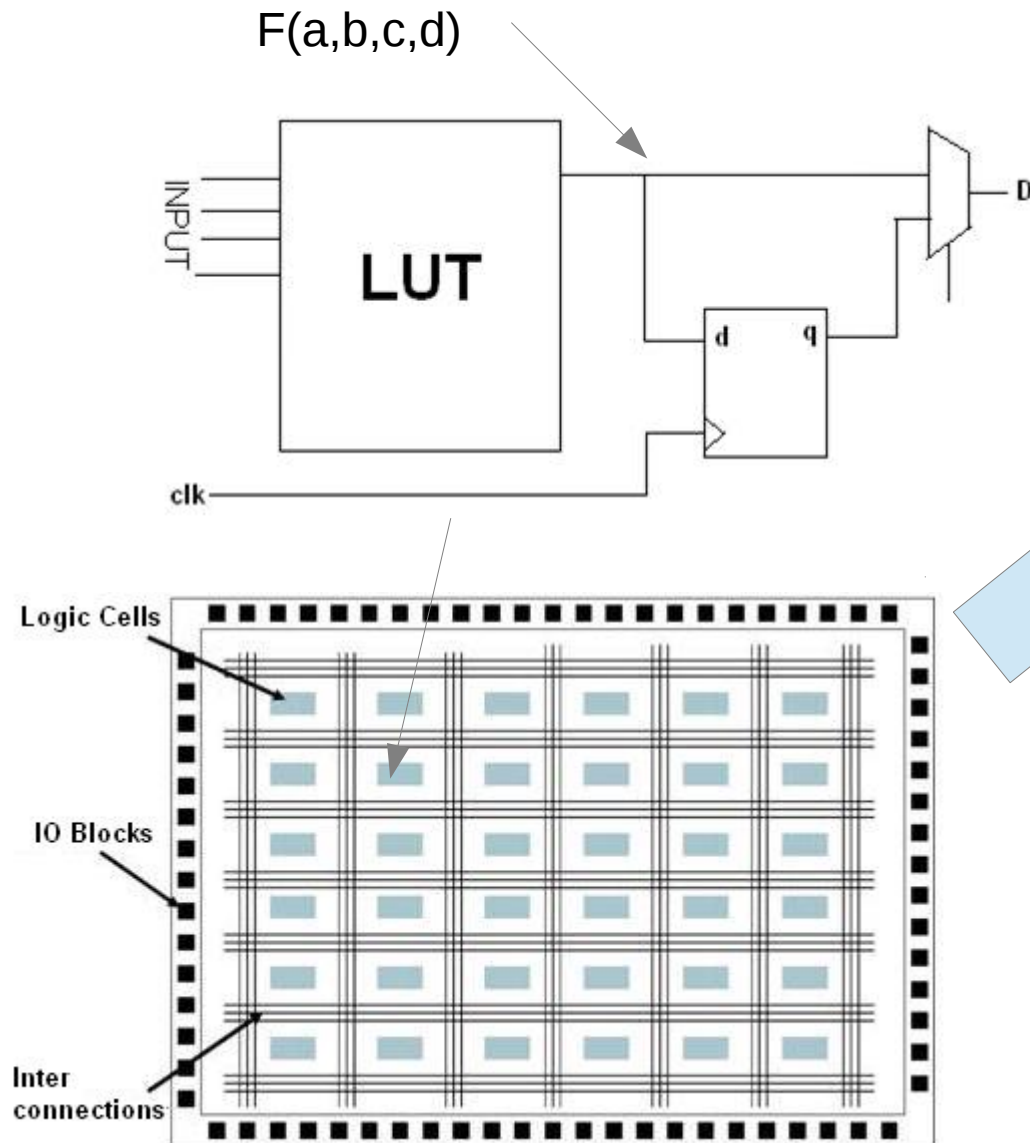 F(a,b,c,d)
INPUT
LUT
D
d
q
clk
Logic Cells
IO Blocks
Inter
connections